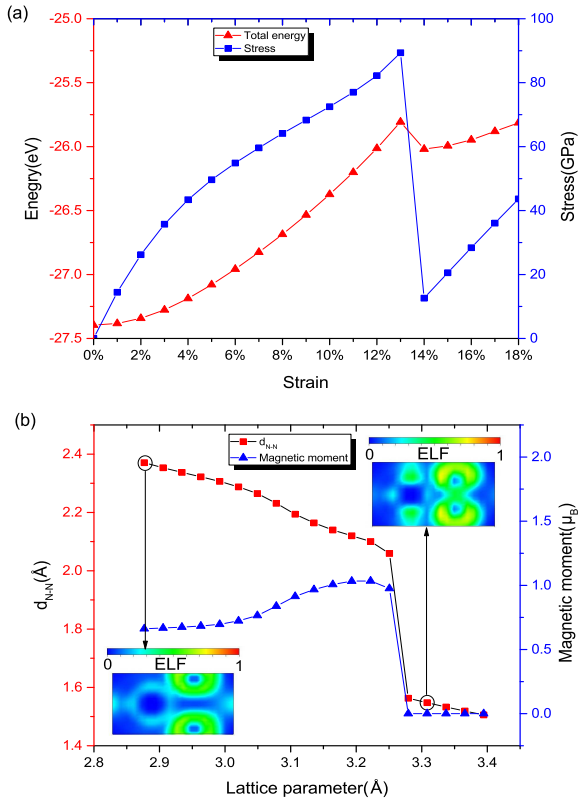 (a)
Total energy
Stress
Enegry(eV)
-25.0
-25.5
-26.0
-26.5
-27.0
-27.5
Stress(GPa)
100
80
60
40
20
0
0% 2% 4% 6% 8% 10% 12% 14% 16% 18%
Strain
(b)
d N-N
Magnetic moment
0 ELF 1
0 ELF 1
d N-N (Å)
2.4
2.2
2.0
1.8
1.6
1.4
Magnetic moment(μB)
2.0
1.5
1.0
0.5
0.0
2.8 2.9 3.0 3.1 3.2 3.3 3.4
Lattice parameter(Å)